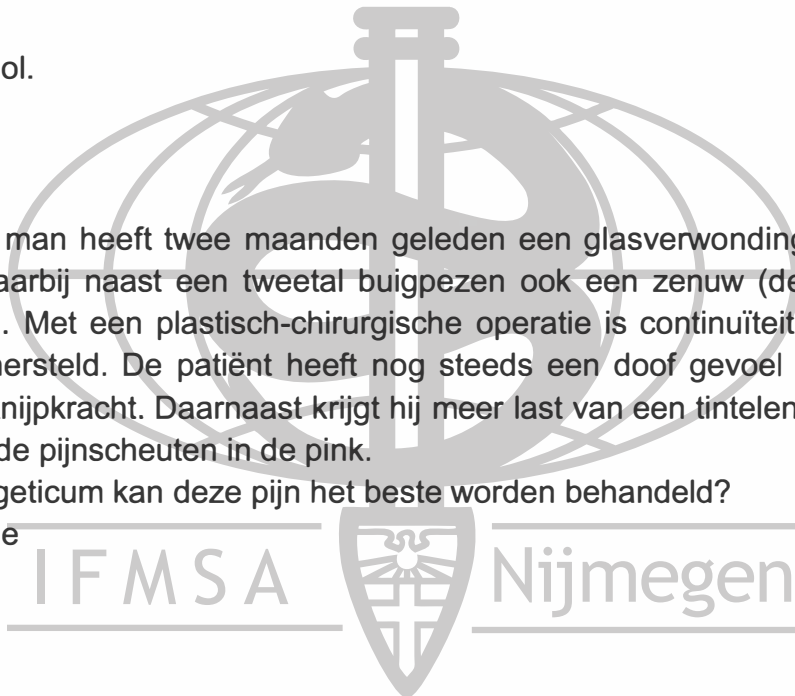 ol.
man heeft twee maanden geleden een glasverwonding
aarbij naast een tweetal buigpezen ook een zenuw (de
. Met een plastisch-chirurgische operatie is continuïteit
ersteld. De patiënt heeft nog steeds een doof gevoel
nijpkracht. Daarnaast krijgt hij meer last van een tintelen
de pijnscheuten in de pink.
geticum kan deze pijn het beste worden behandeld?
e
IFMSA Nijmegen